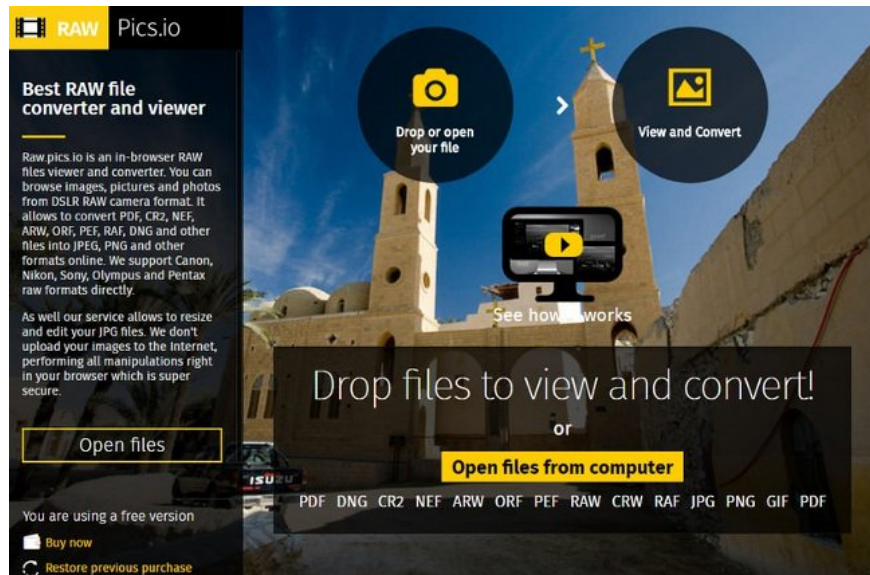 RAW Pics.io
Best RAW file
converter and viewer
Raw.pics.io is an in-browser RAW
files viewer and converter. You can
browse images, pictures and photos
from DSLR RAW camera format. It
allows to convert PDF, CR2, NEF,
ARW, ORF, PEF, RAF, DNG and other
files into JPEG, PNG and other
formats online. We support Canon,
Nikon, Sony, Olympus and Pentax
raw formats directly.
As well our service allows to resize
and edit your JPG files. We don't
upload your images to the Internet,
performing all manipulations right
in your browser which is super
secure.
Open files
You are using a free version
Buy now
Restore previous purchase
Drop or open
your file
View and Convert
See how works
Drop files to view and convert!
or
Open files from computer
PDF DNG CR2 NEF ARW ORF PEF RAW CRW RAF JPG PNG GIF PDF
ISUZU